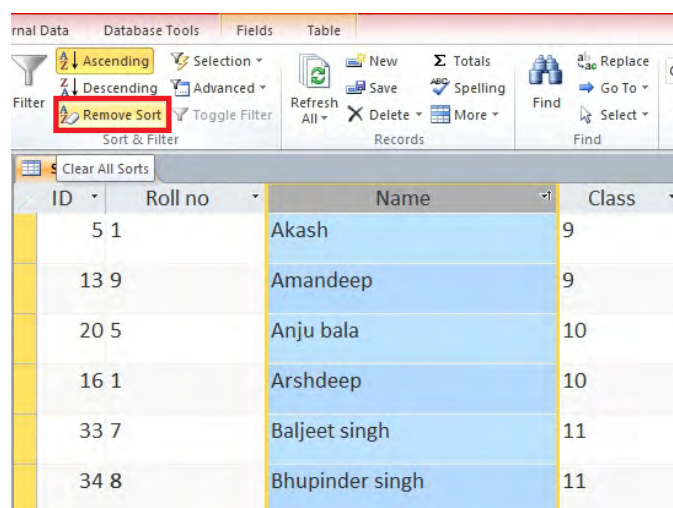 rnal Data Database Tools Fields Table
Ascending Selection New Σ Totals ab ac Replace
Filter Descending Advanced Refresh All Save ABC Spelling Find Go To
Remove Sort Toggle Filter Delete More Select
Sort & Filter Records Find
Clear All Sorts
ID Roll no Name Class
5 1 Akash 9
13 9 Amandeep 9
20 5 Anju bala 10
16 1 Arshdeep 10
33 7 Baljeet singh 11
34 8 Bhupinder singh 11